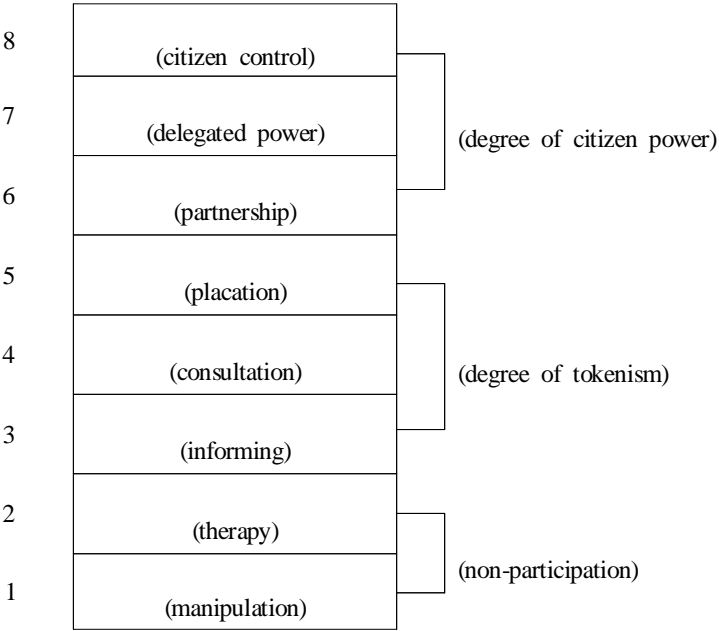 8
(citizen control)
7
(delegated power)
(degree of citizen power)
6
(partnership)
5
(placation)
4
(consultation)
(degree of tokenism)
3
(informing)
2
(therapy)
(non-participation)
1
(manipulation)